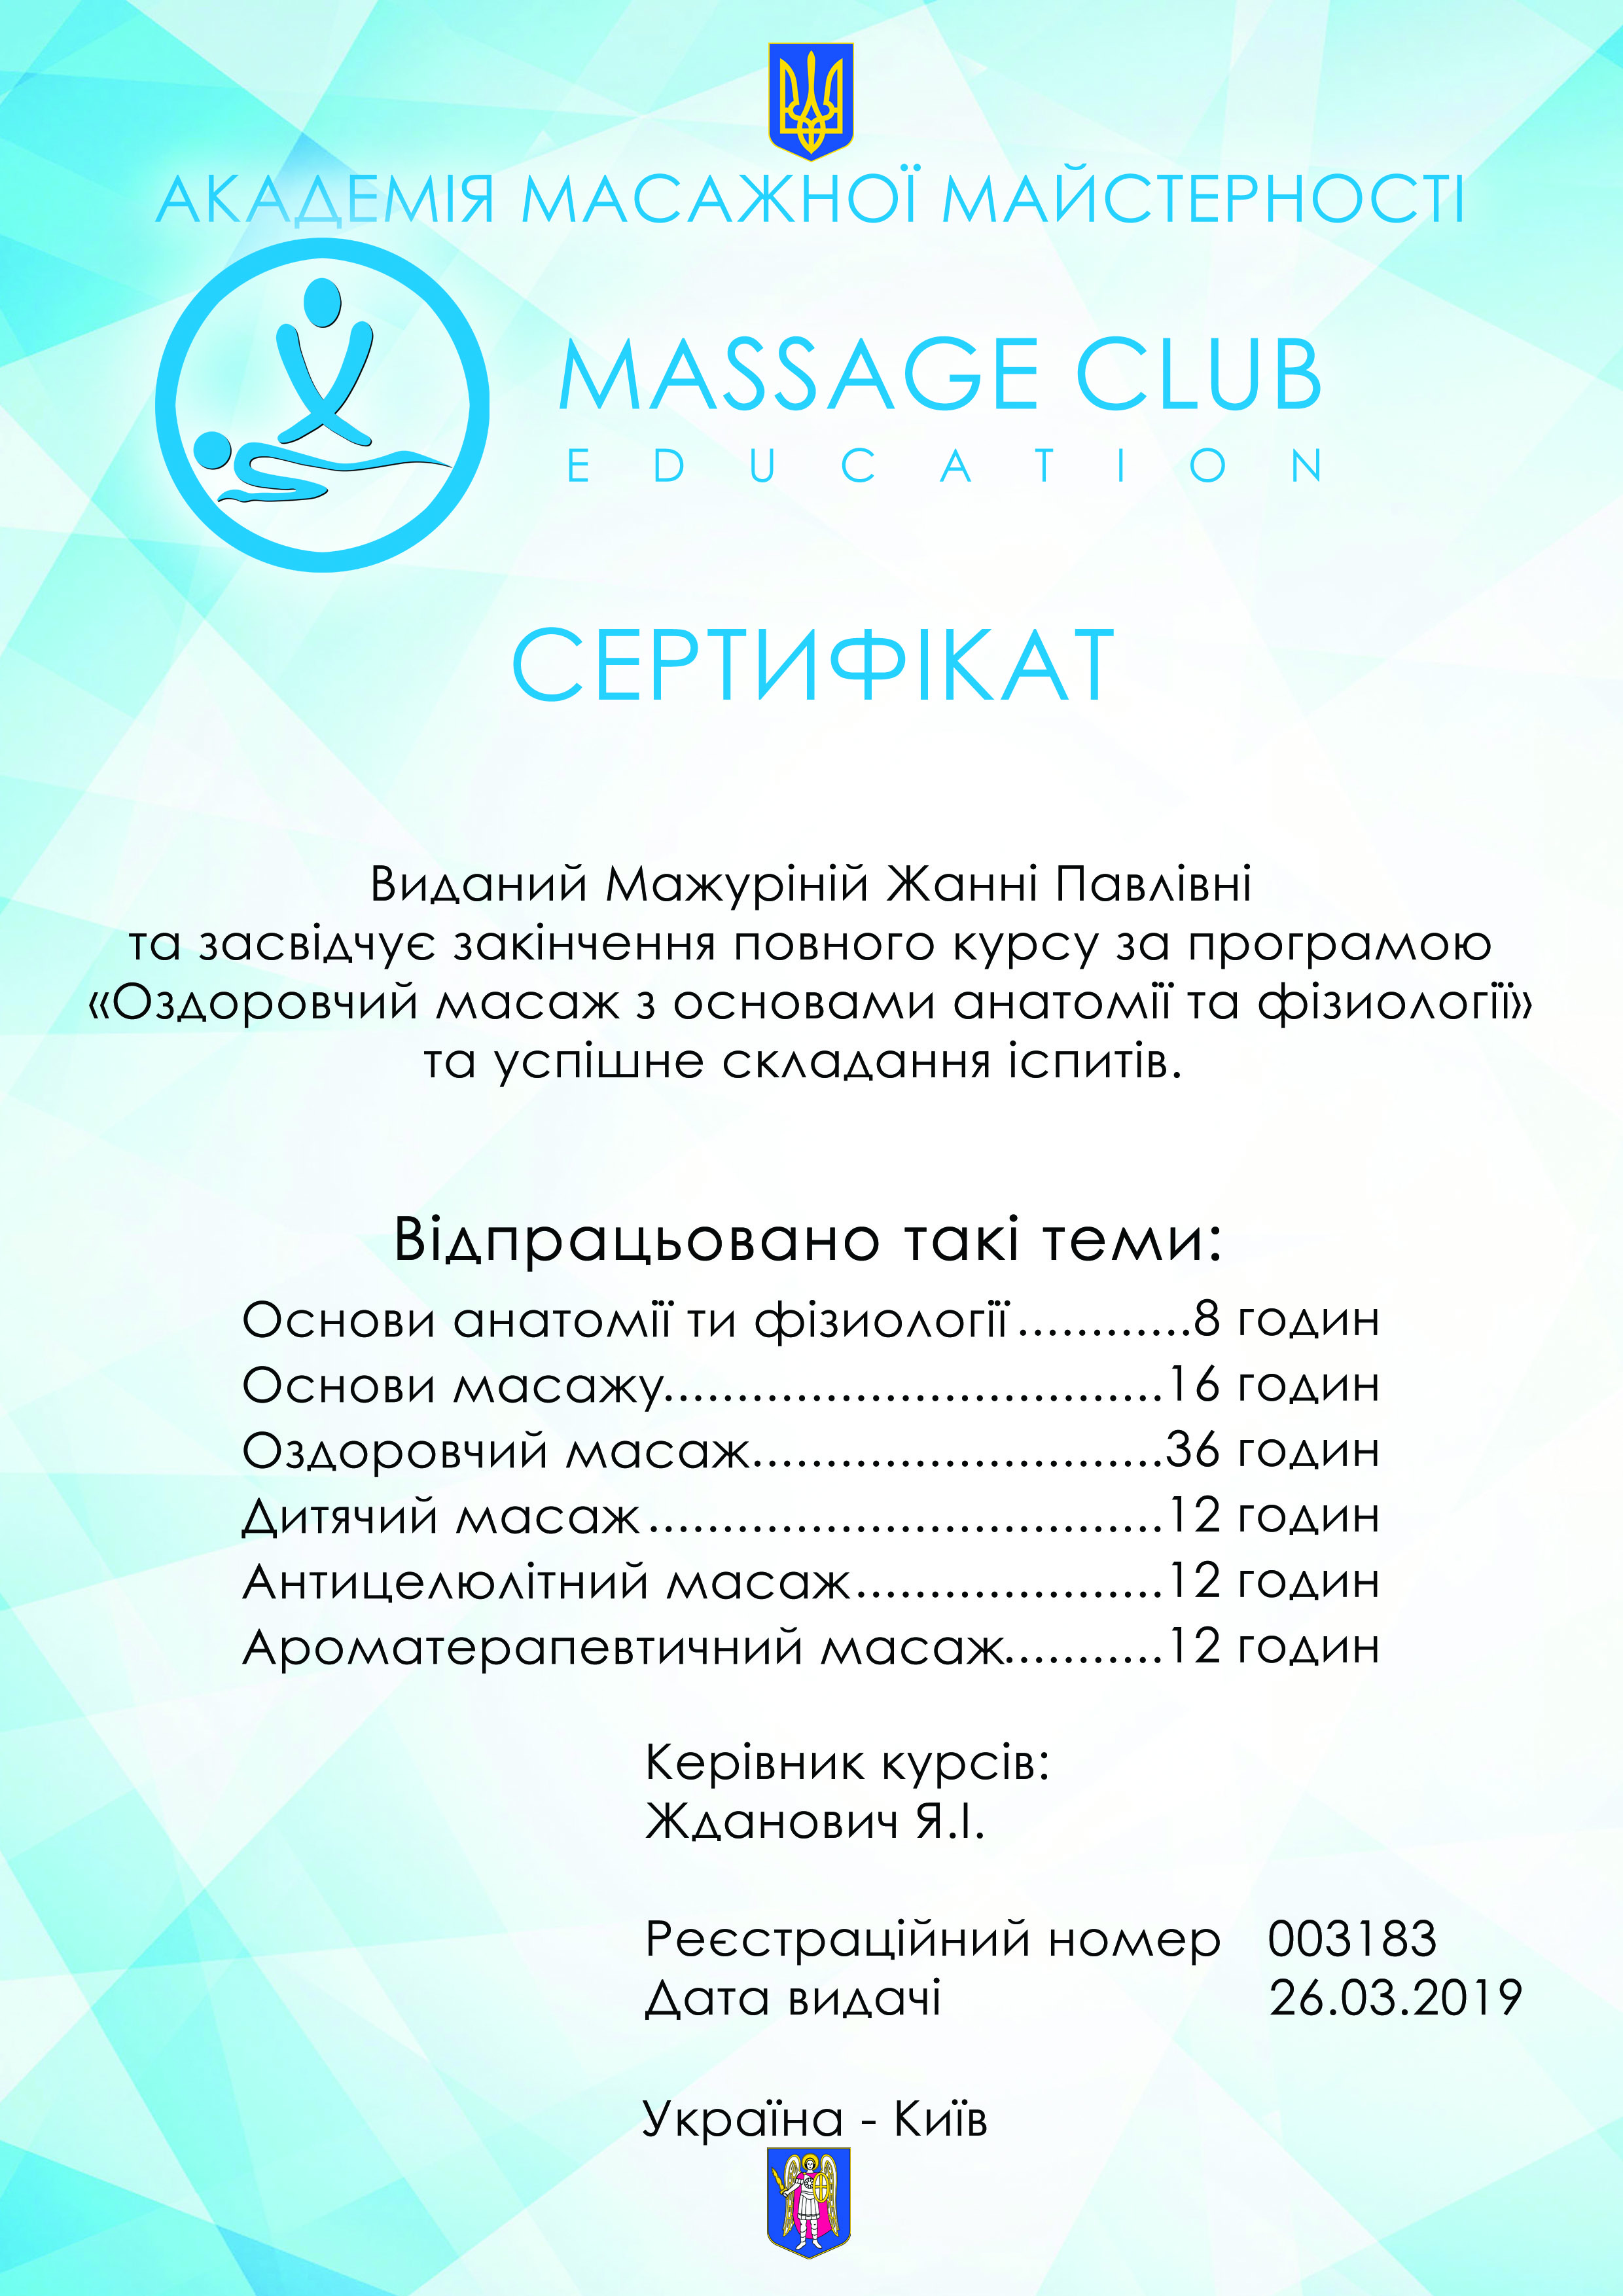 АКАДЕМІЯ МАСАЖНОЇ МАЙСТЕРНОСТІ
MASSAGE CLUB
EDUCATION
СЕРТИФІКАТ
Виданий Мажуріній Жанні Павлівні
та засвідчує закінчення повного курсу за програмою
«Оздоровчий масаж з основами анатомії та фізиології»
та успішне складання іспитів.
Відпрацьовано такі теми:
Основи анатомії ти фізиології............8 годин
Основи масажу..................................16 годин
Оздоровчий масаж............................36 годин
Дитячий масаж...................................12 годин
Антицелюлітний масаж.....................12 годин
Ароматерапевтичний масаж...........12 годин
Керівник курсів:
Жданович Я.І.
Реєстраційний номер 003183
Дата видачі 26.03.2019
Україна - Київ